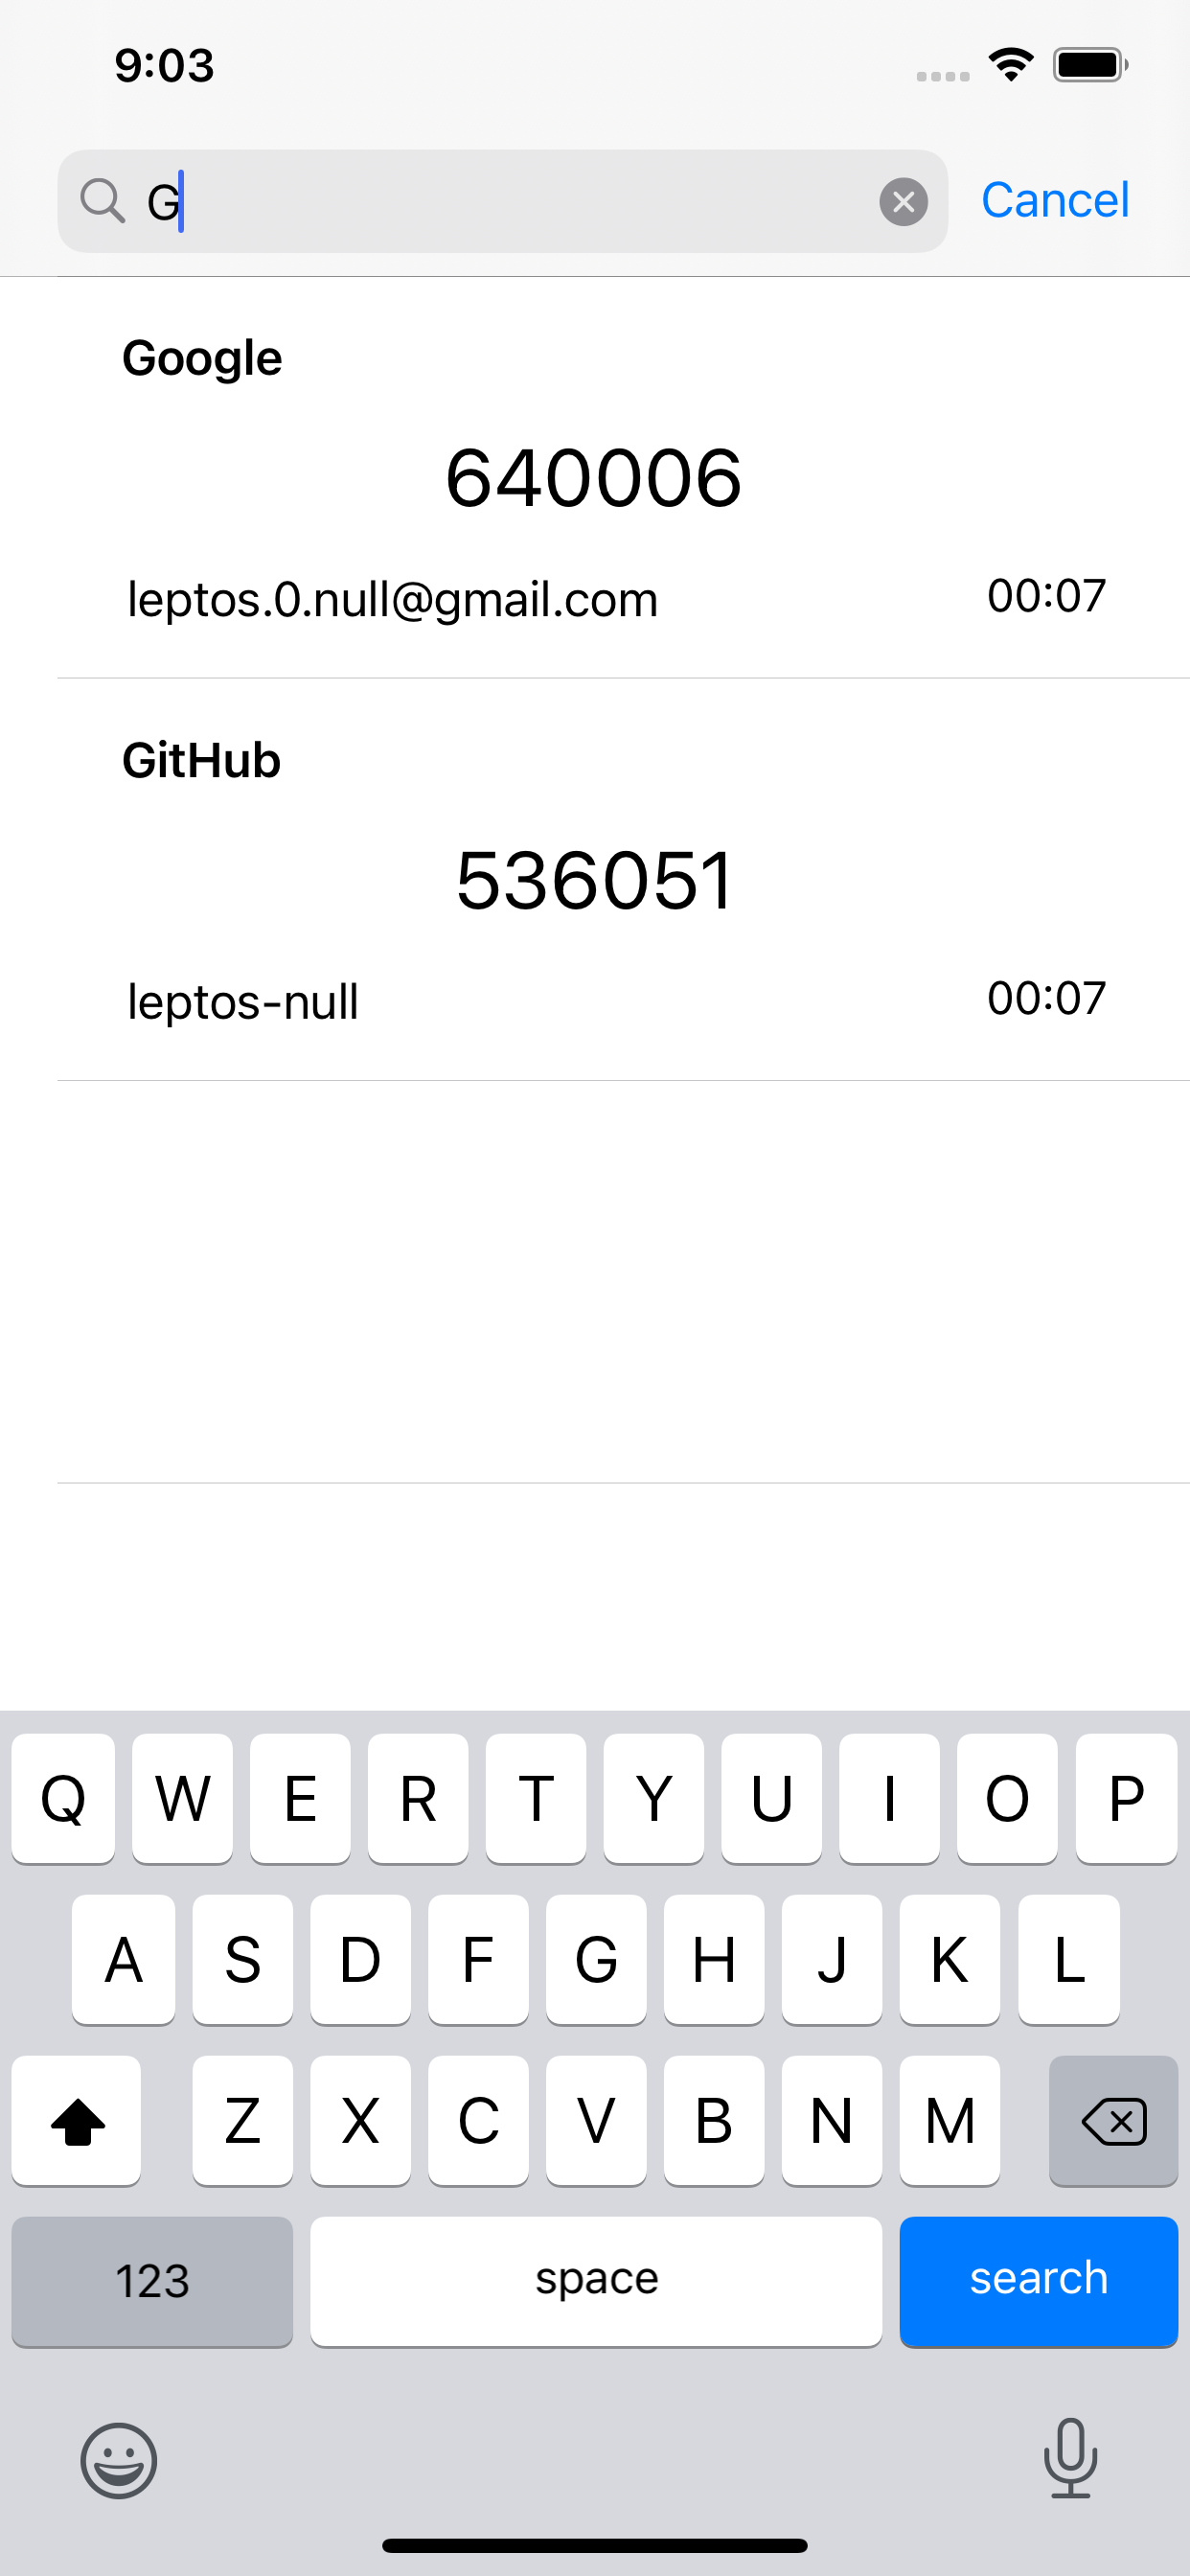 9:03
G
Cancel
Google
640006
leptos.0.null@gmail.com 00:07
GitHub
536051
leptos-null 00:07
Q W E R T Y U I O P
A S D F G H J K L
Z X C V B N M
123 space search